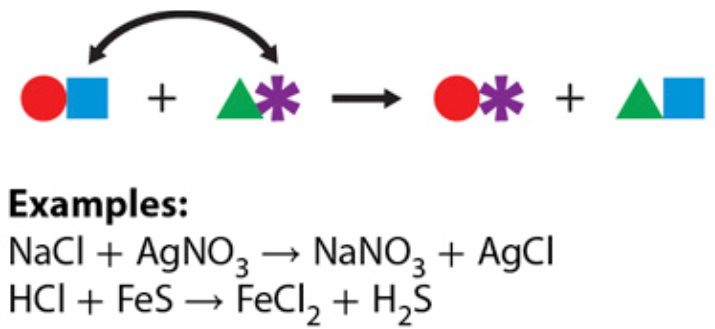 + → +
Examples:
NaCl + AgNO₃ → NaNO₃ + AgCl
HCl + FeS → FeCl₂ + H₂S